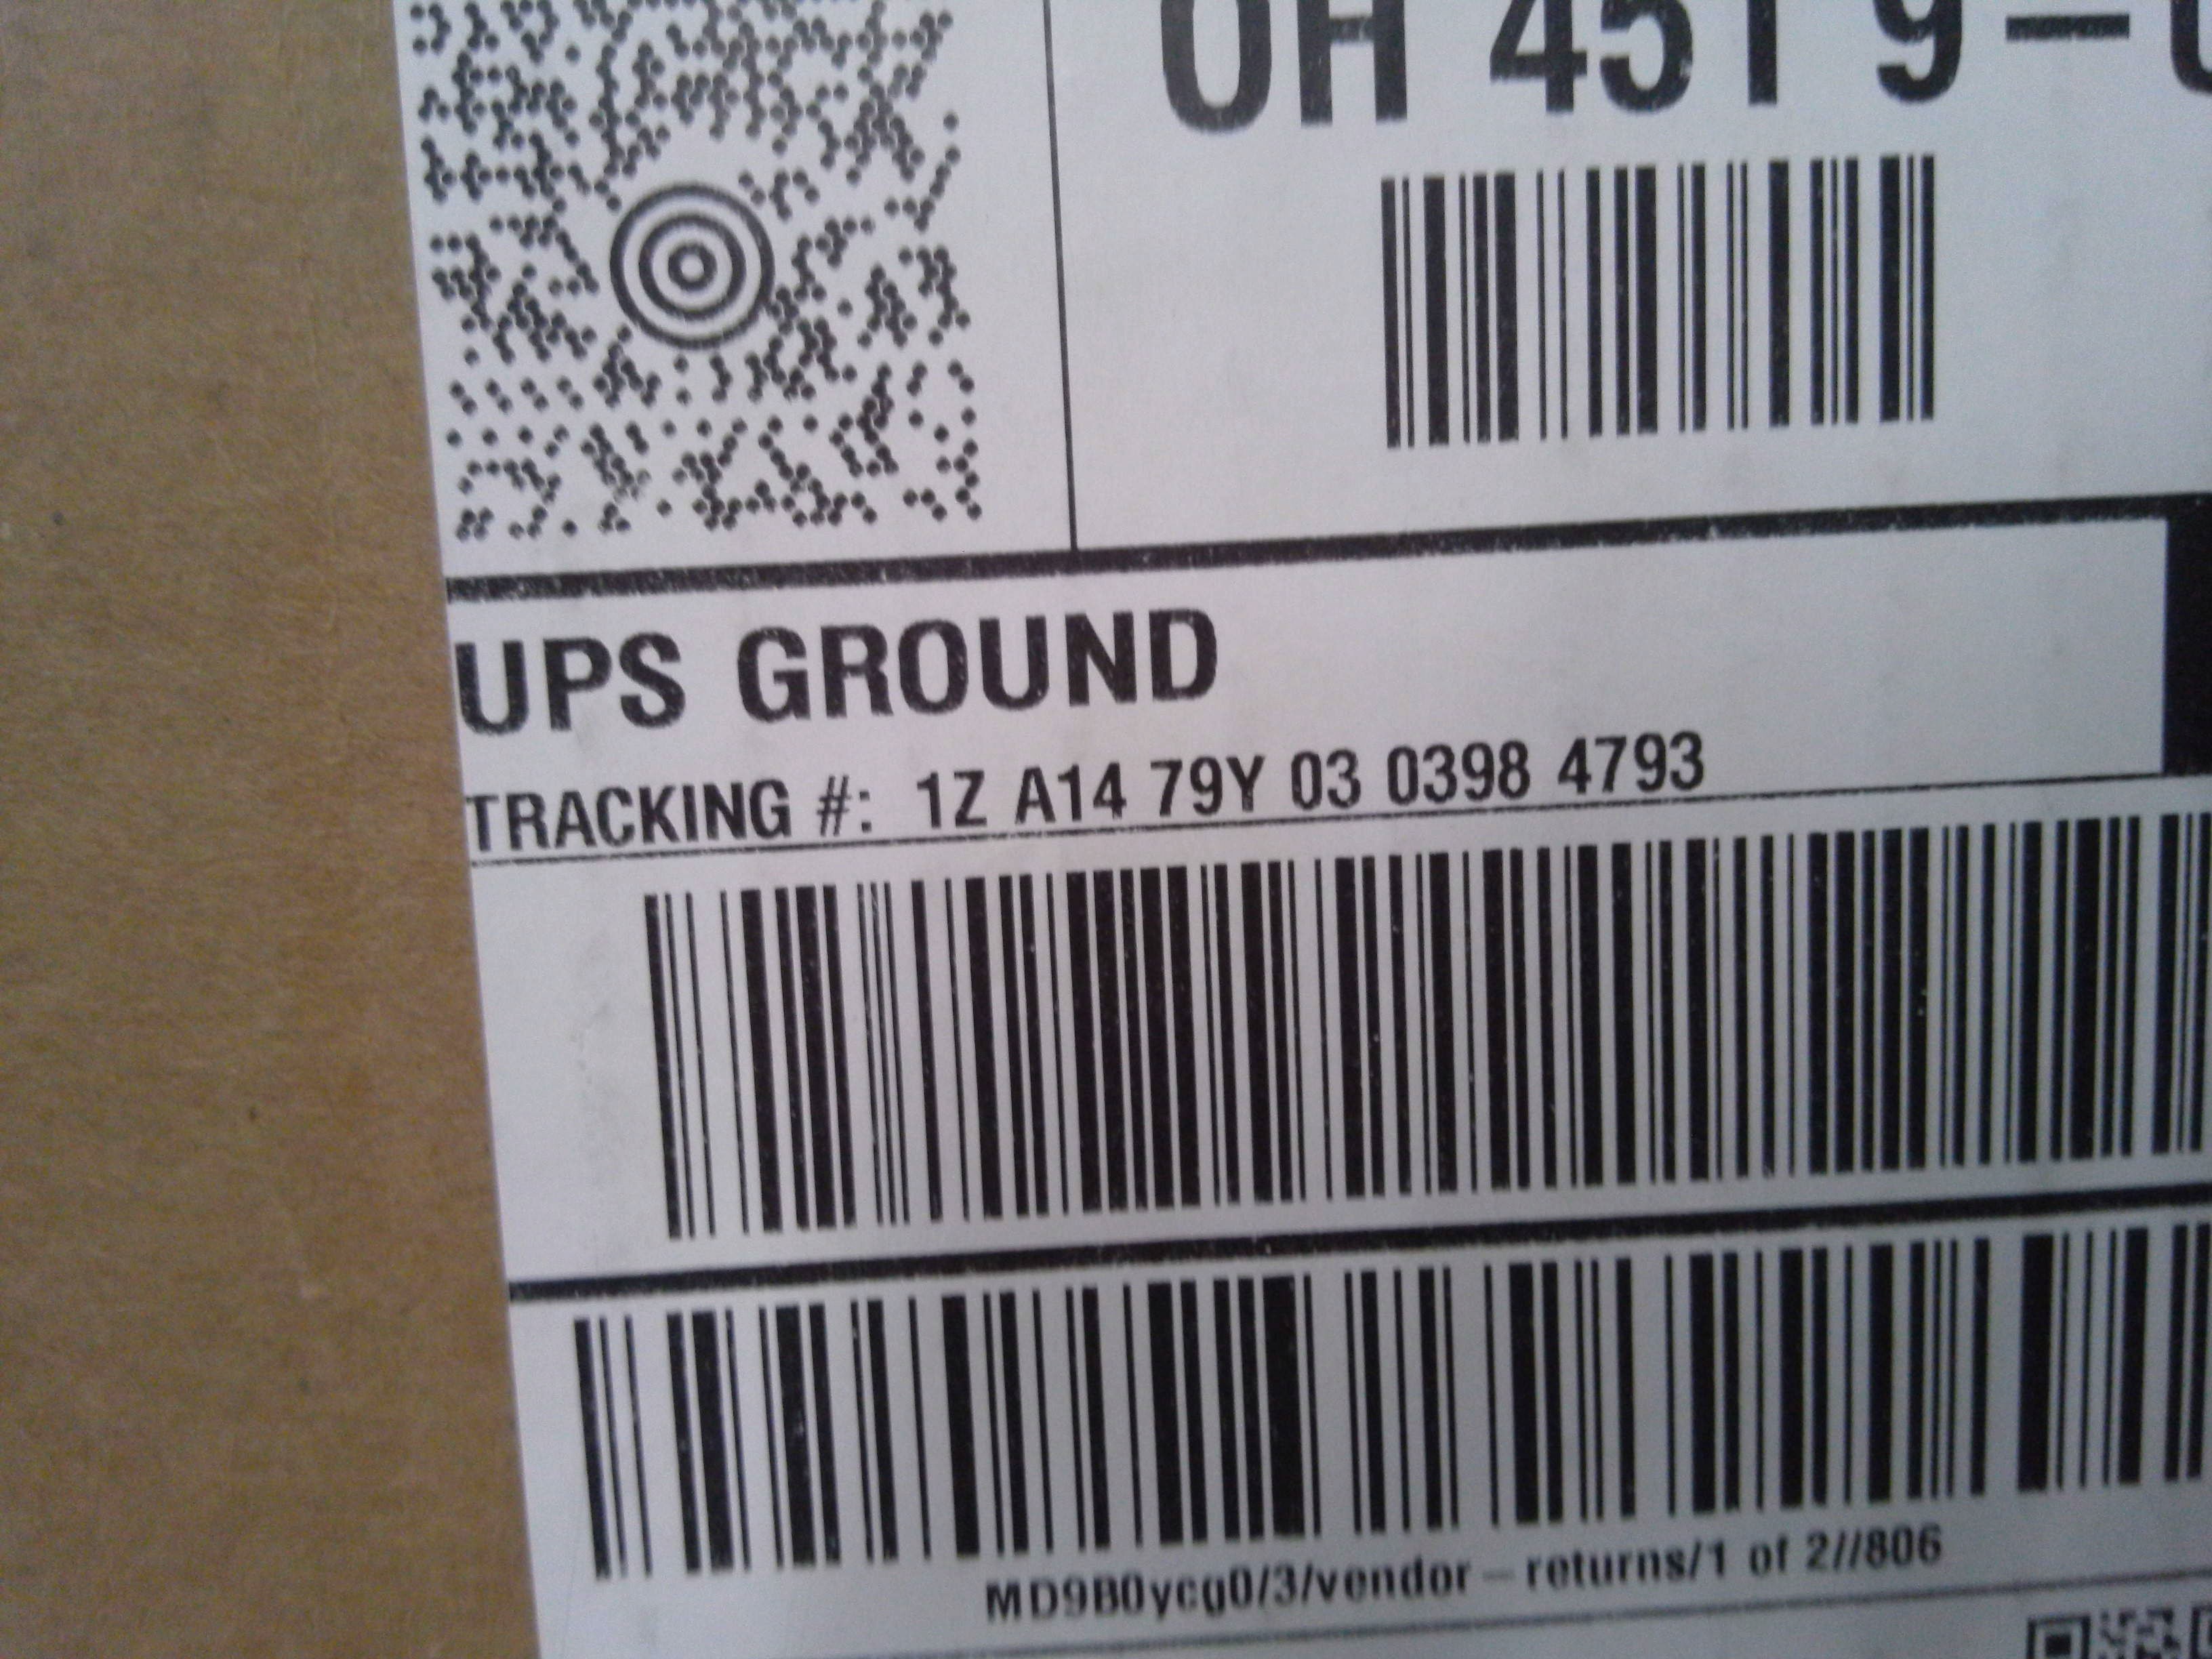 OH 451 9-
UPS GROUND
TRACKING #: 1Z A14 79Y 03 0398 4793
MD9B0ycg0/3/vendor-returns/1 of 2//806